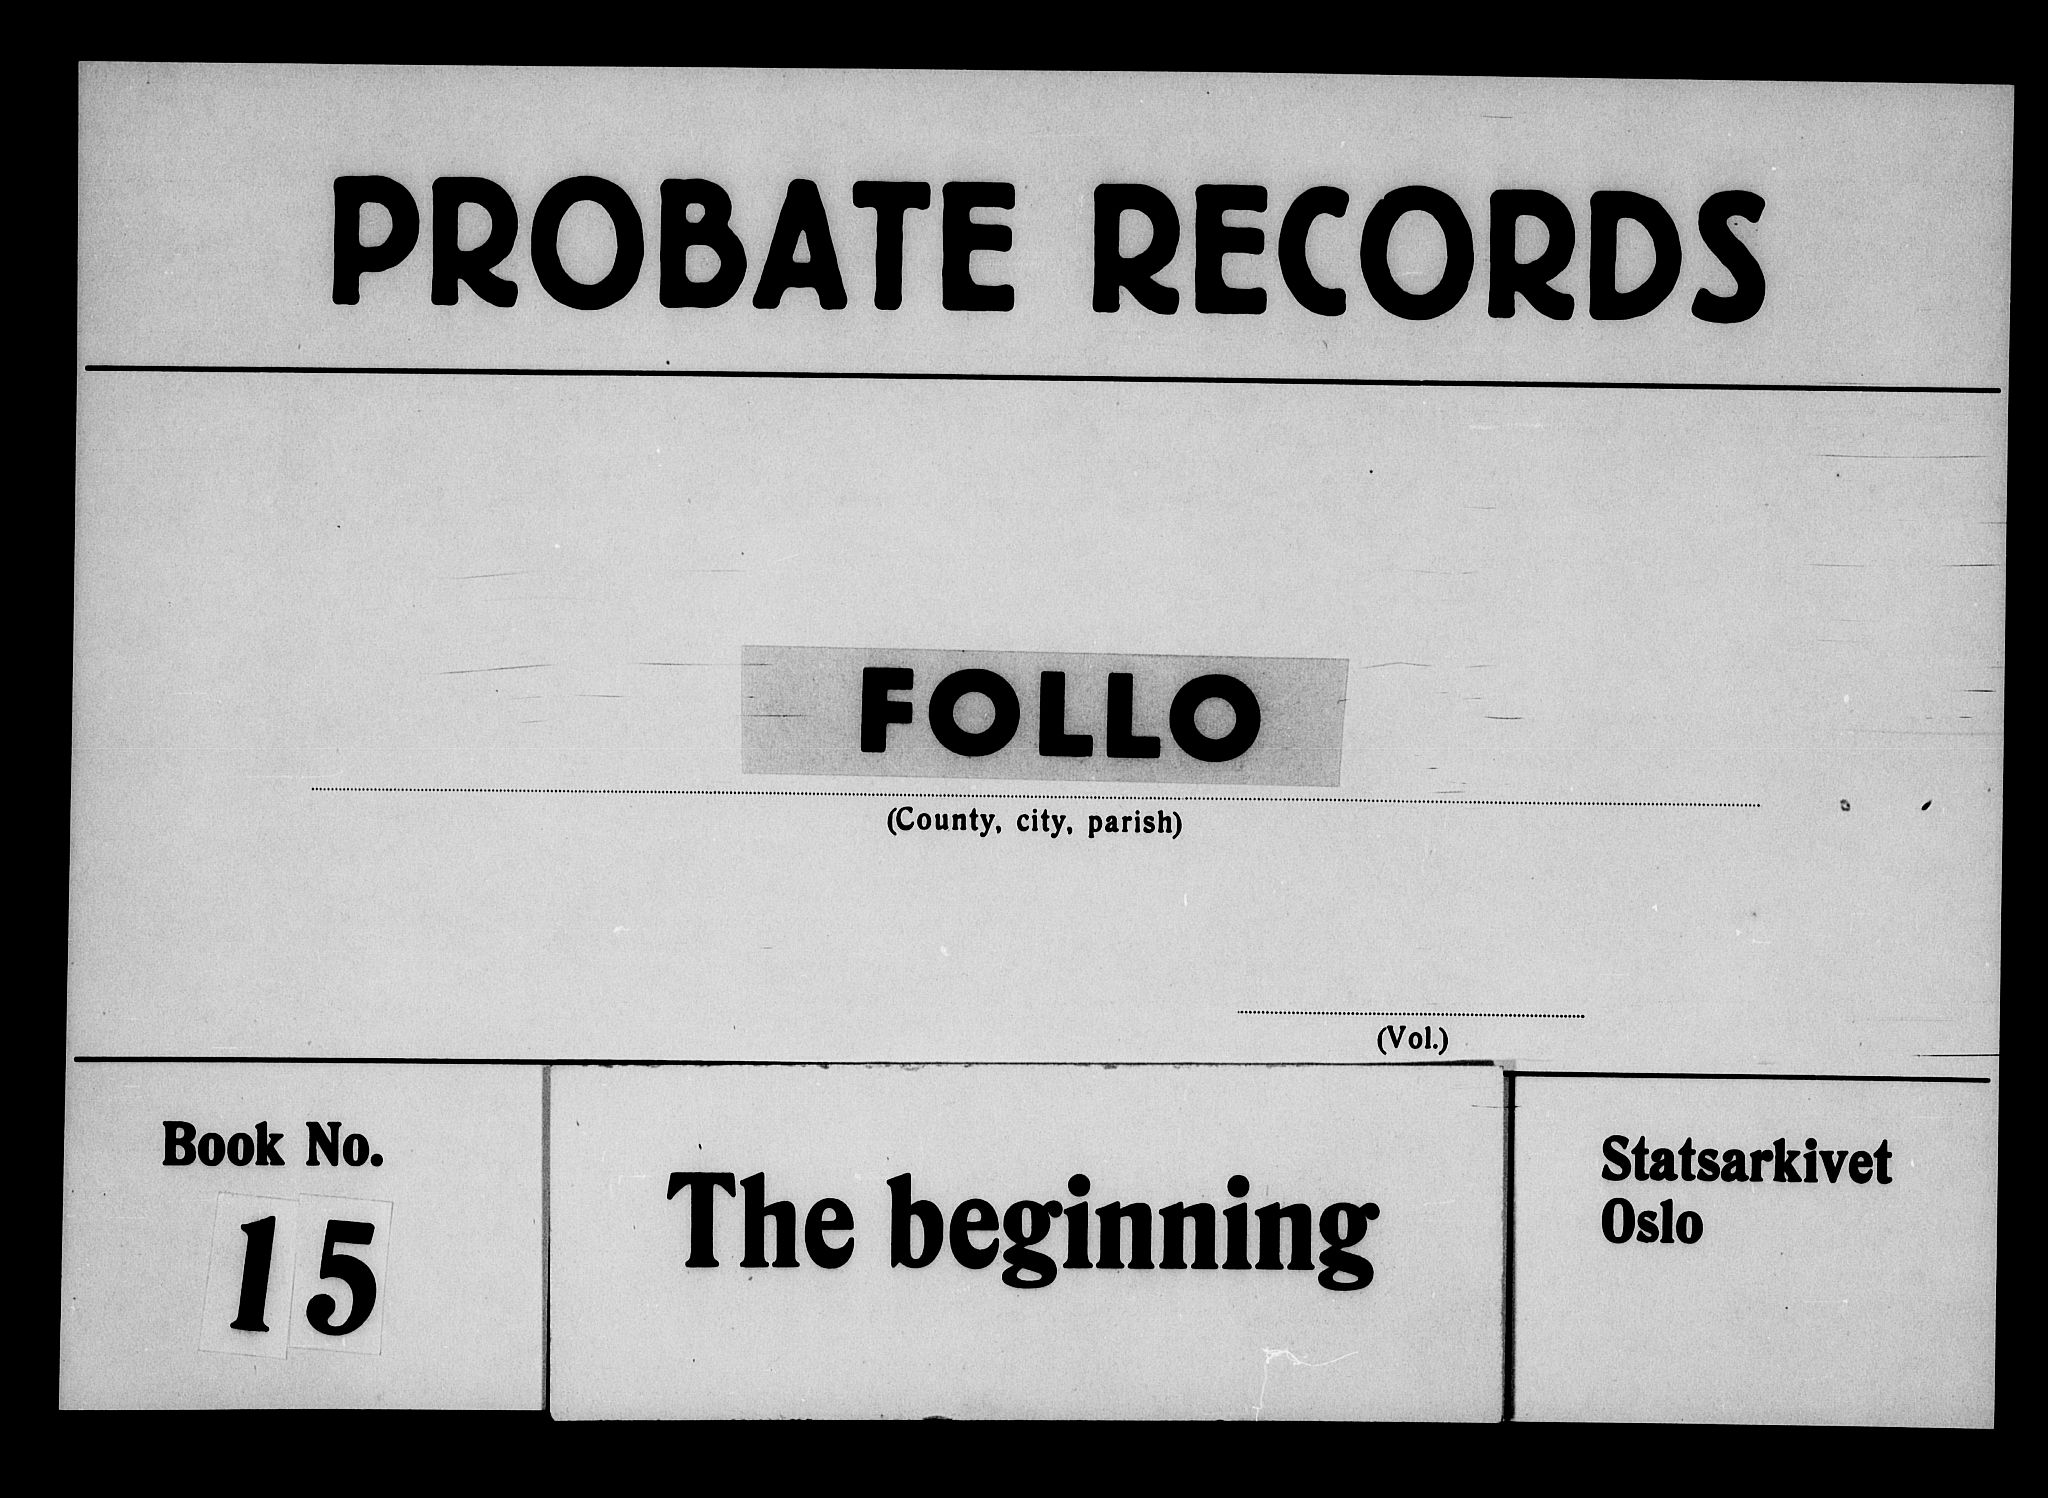 PROBATE RECORDS
FOLLO
(County, city, parish)
(Vol.)
Book No.
15
The beginning
Statsarkivet
Oslo